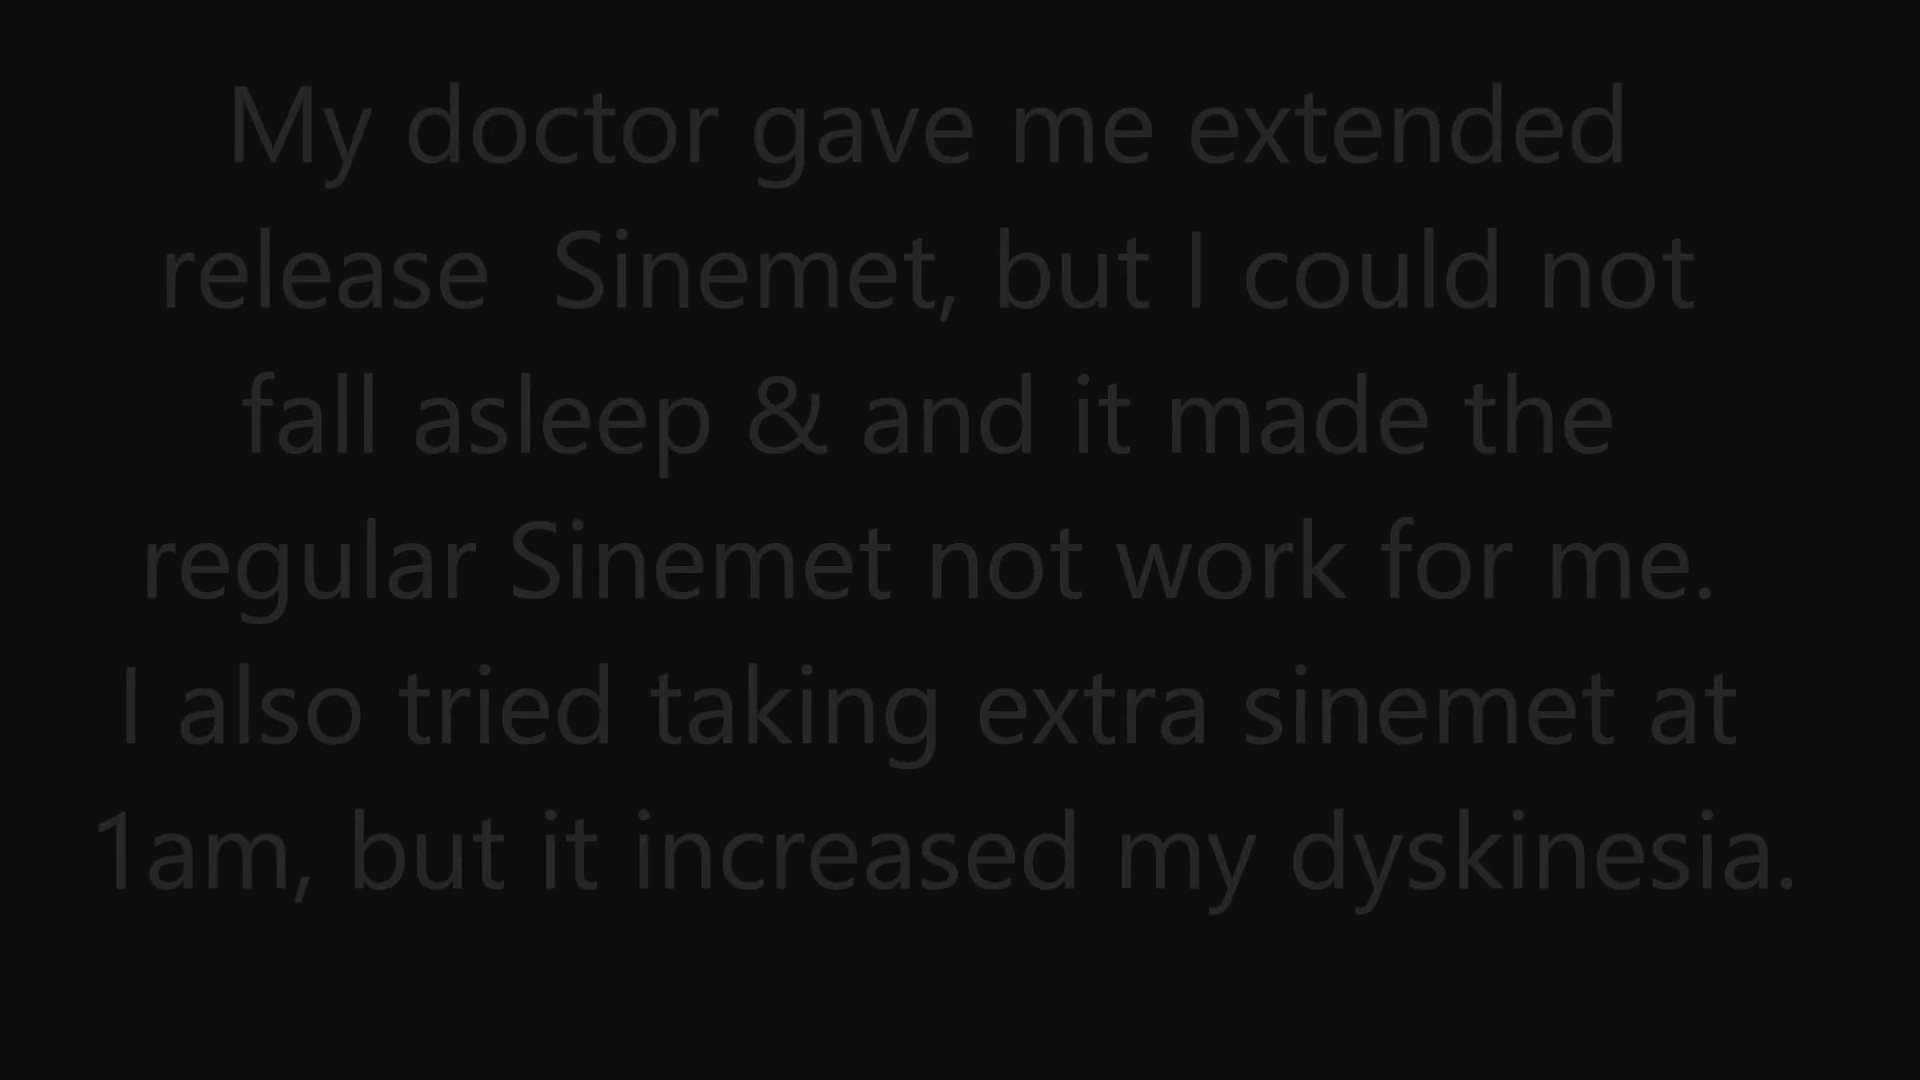 My doctor gave me extended
release  Sinemet, but I could not
fall asleep & and it made the
regular Sinemet not work for me.
I also tried taking extra sinemet at
1am, but it increased my dyskinesia.